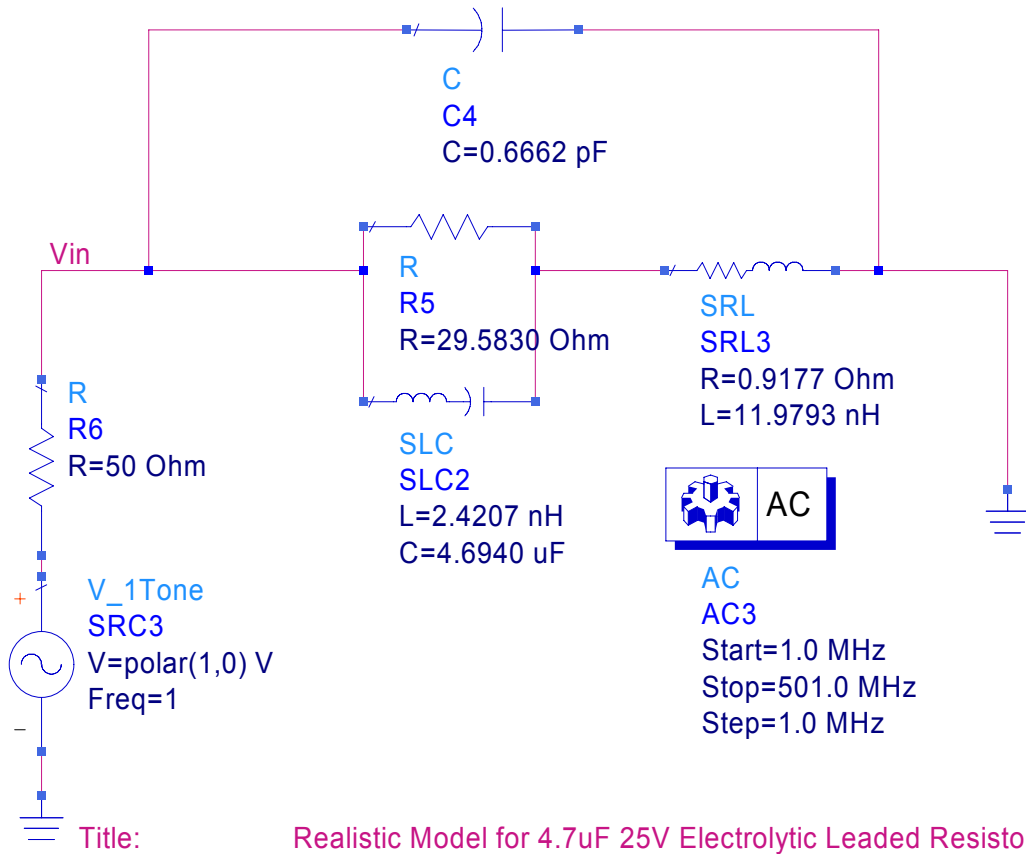 C
C4
C=0.6662 pF
Vin
R
R5
R=29.5830 Ohm
SRL
SRL3
R=0.9177 Ohm
L=11.9793 nH
R
R6
R=50 Ohm
SLC
SLC2
L=2.4207 nH
C=4.6940 uF
AC
AC
AC3
Start=1.0 MHz
Stop=501.0 MHz
Step=1.0 MHz
+
V_1Tone
SRC3
V=polar(1,0) V
Freq=1
−
Title: Realistic Model for 4.7uF 25V Electrolytic Leaded Resisto